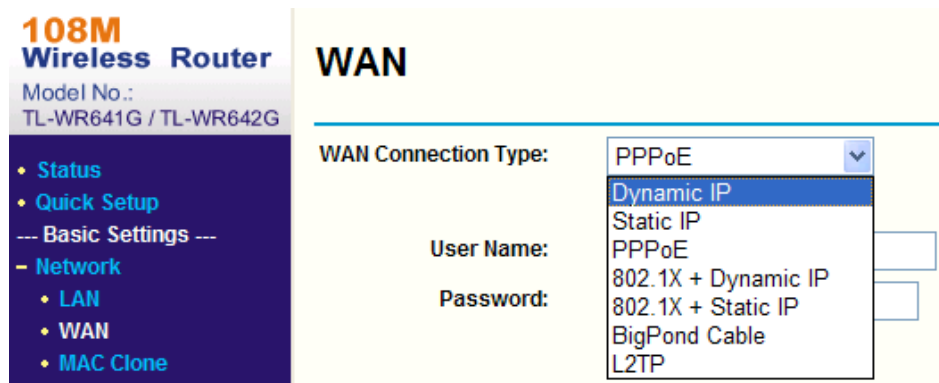 108M
Wireless Router
Model No.:
TL-WR641G / TL-WR642G
• Status
• Quick Setup
--- Basic Settings ---
– Network
• LAN
• WAN
• MAC Clone
WAN
WAN Connection Type:
PPPoE
Dynamic IP
Static IP
PPPoE
802.1X + Dynamic IP
802.1X + Static IP
BigPond Cable
L2TP
User Name:
Password: